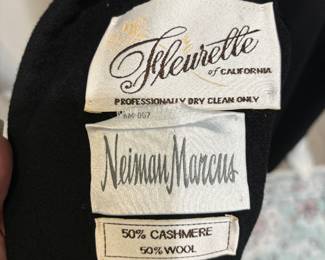 Fleurette
of CALIFORNIA
PROFESSIONALLY DRY CLEAN ONLY
Neiman Marcus
50% CASHMERE
50% WOOL